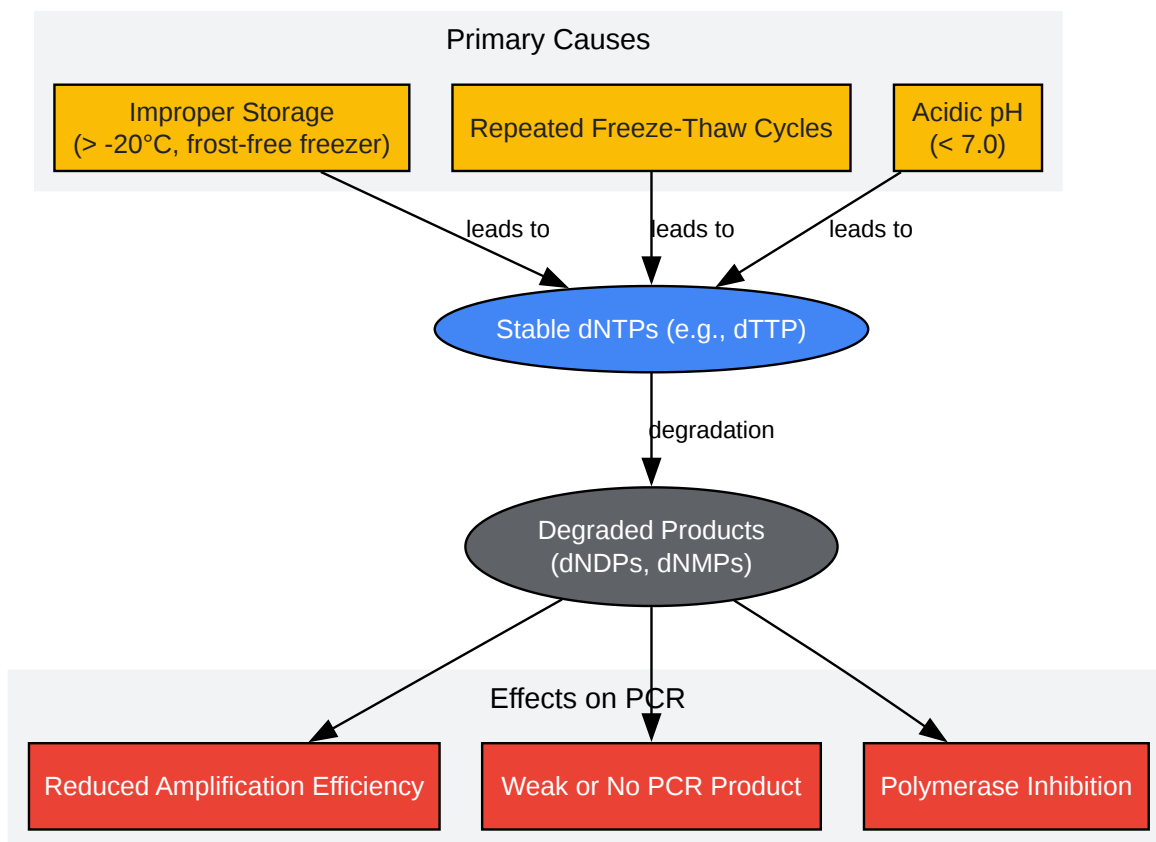 Primary Causes
Improper Storage
(> -20°C, frost-free freezer)
Repeated Freeze-Thaw Cycles
Acidic pH
(< 7.0)
leads to
leads to
leads to
Stable dNTPs (e.g., dTTP)
degradation
Degraded Products
(dNDPs, dNMPs)
Effects on PCR
Reduced Amplification Efficiency
Weak or No PCR Product
Polymerase Inhibition